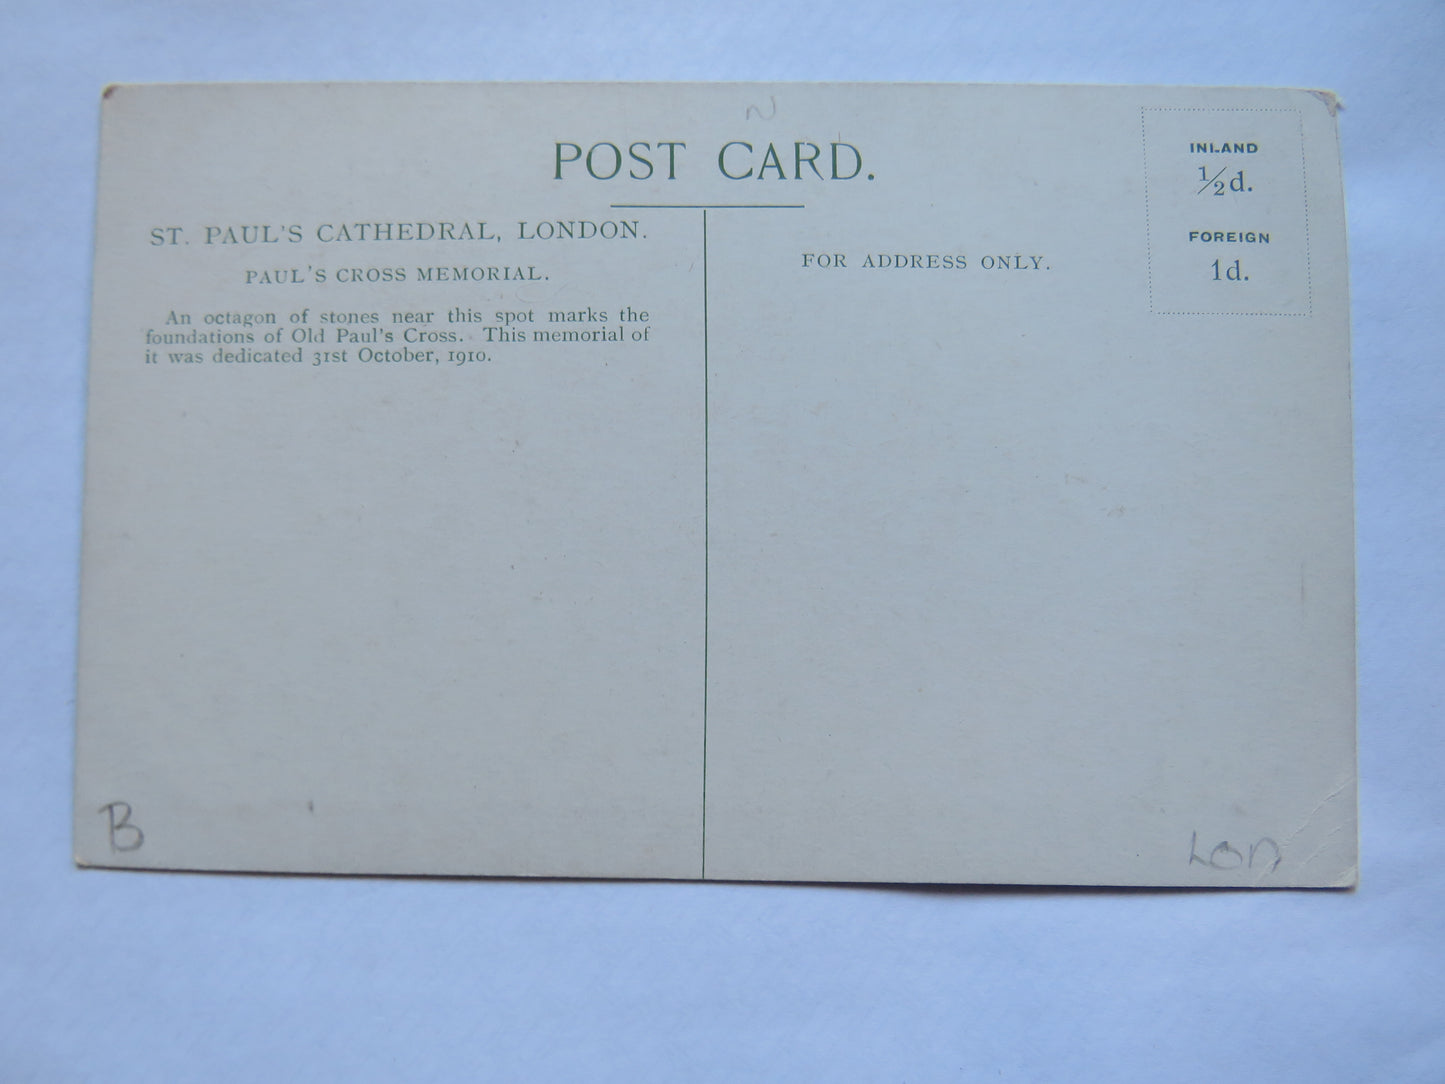 N
POST CARD.
INLAND
½d.
FOREIGN
1d.
ST. PAUL'S CATHEDRAL, LONDON.
PAUL'S CROSS MEMORIAL.
An octagon of stones near this spot marks the
foundations of Old Paul's Cross. This memorial of
it was dedicated 31st October, 1910.
FOR ADDRESS ONLY.
B
LON